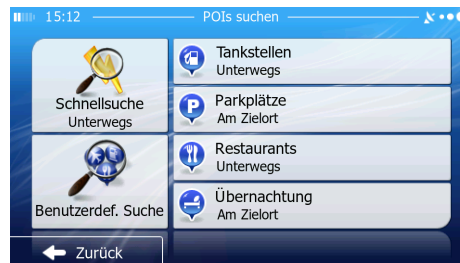 15:12
POIs suchen
Schnellsuche
Unterwegs
Benutzerdef. Suche
Tankstellen
Unterwegs
P
Parkplätze
Am Zielort
Restaurants
Unterwegs
Übernachtung
Am Zielort
Zurück